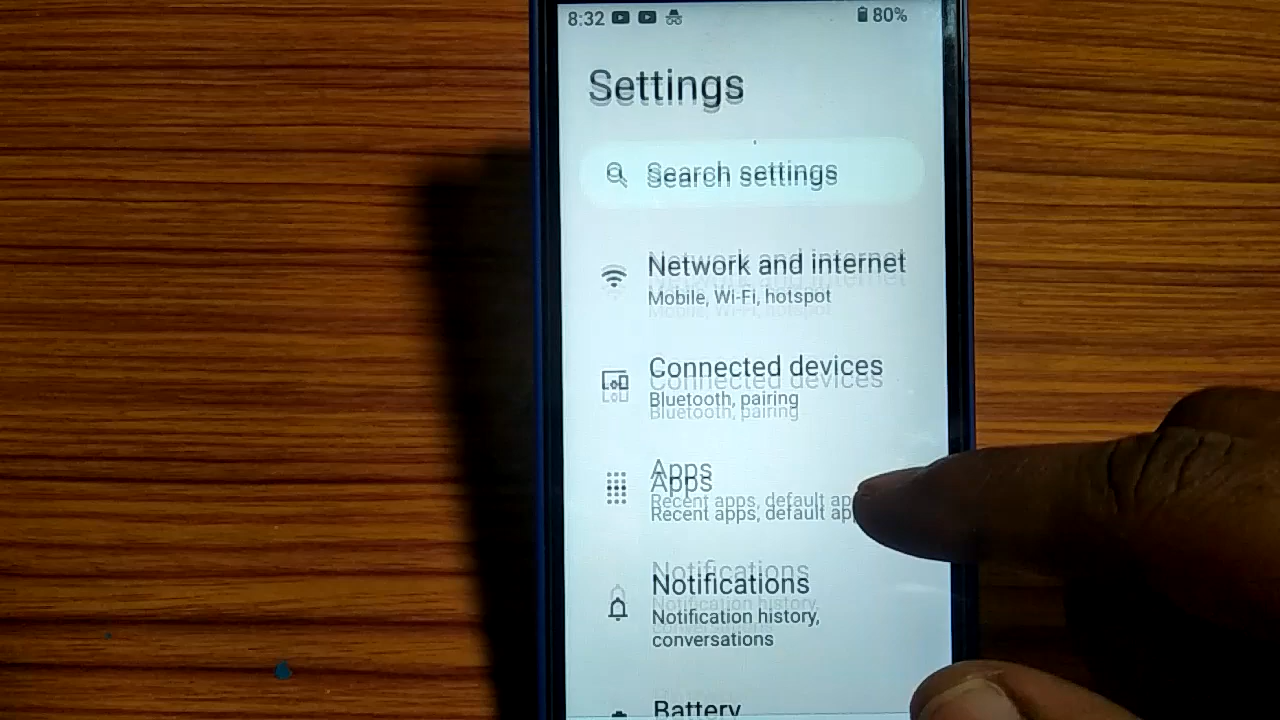 8:32 80%
Settings
Search settings
Network and internet
Mobile, Wi-Fi, hotspot
Connected devices
Bluetooth, pairing
Apps
Recent apps, default
Notifications
Notification history,
conversations
Battery